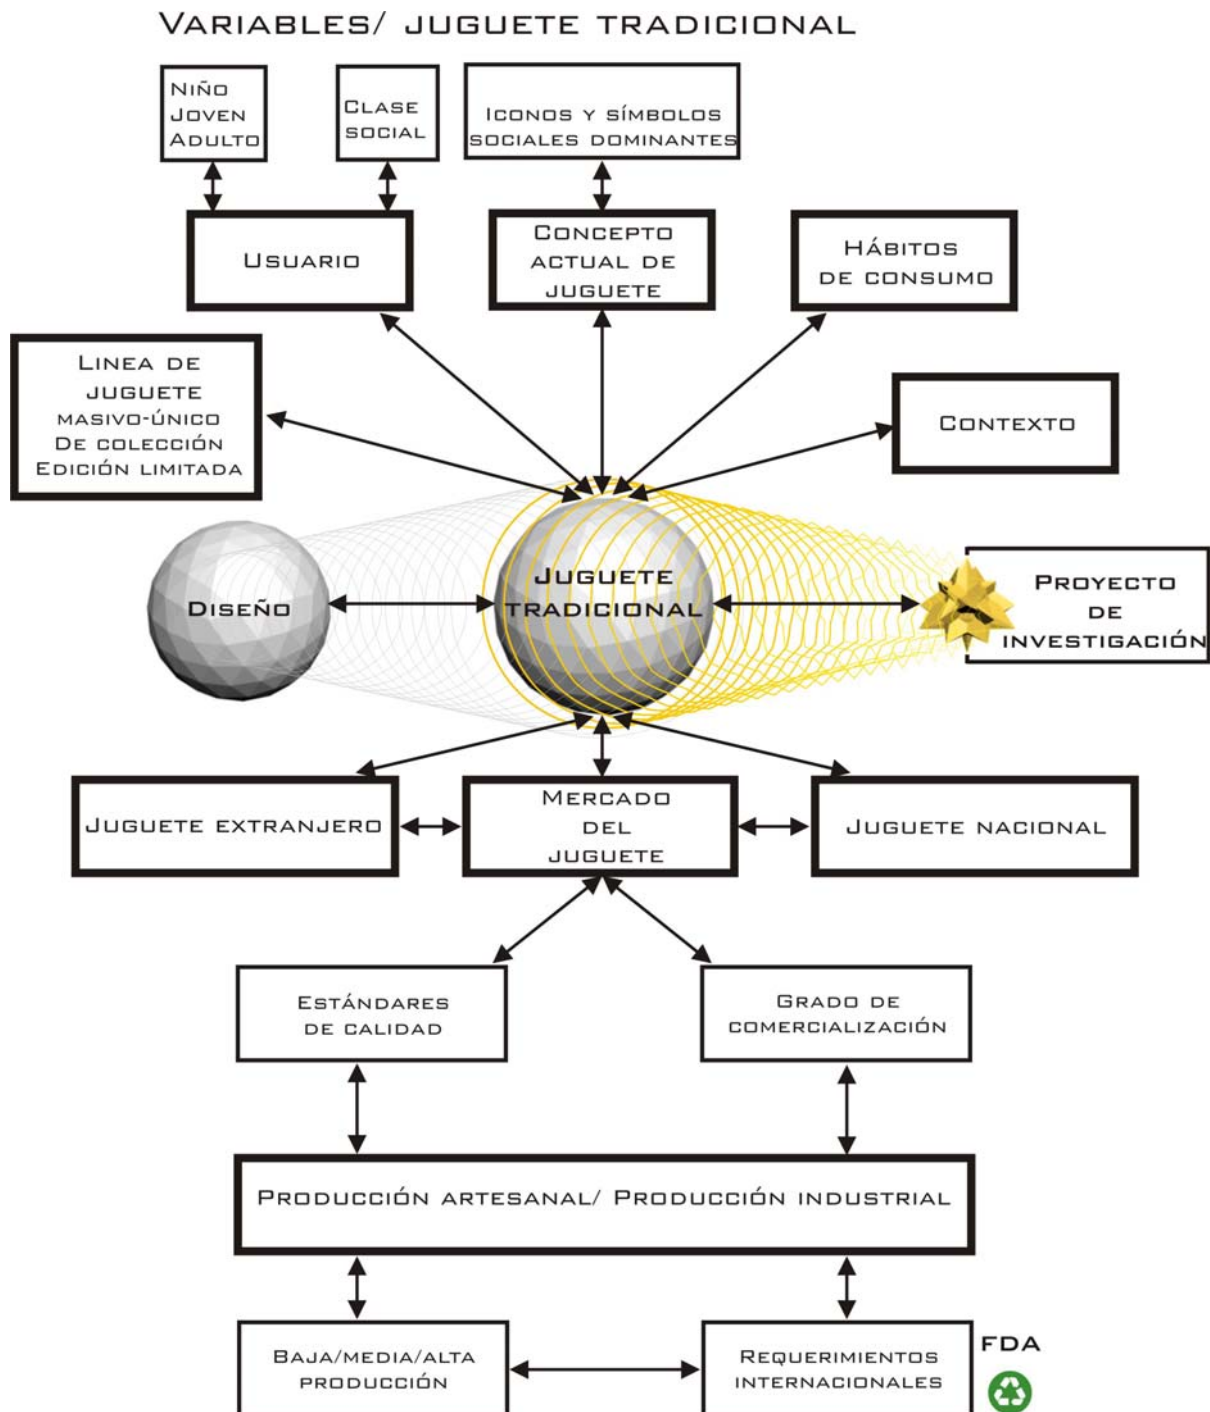 VARIABLES/ JUGUETE TRADICIONAL
NIÑO
JOVEN
ADULTO
CLASE
SOCIAL
ICONOS Y SÍMBOLOS
SOCIALES DOMINANTES
USUARIO
CONCEPTO
ACTUAL DE
JUGUETE
HÁBITOS
DE CONSUMO
LINEA DE
JUGUETE
MASIVO-ÚNICO
DE COLECCIÓN
EDICIÓN LIMITADA
CONTEXTO
DISEÑO
JUGUETE
TRADICIONAL
PROYECTO
DE
INVESTIGACIÓN
JUGUETE EXTRANJERO
MERCADO
DEL
JUGUETE
JUGUETE NACIONAL
ESTÁNDARES
DE CALIDAD
GRADO DE
COMERCIALIZACIÓN
PRODUCCIÓN ARTESANAL/ PRODUCCIÓN INDUSTRIAL
BAJA/MEDIA/ALTA
PRODUCCIÓN
REQUERIMIENTOS
INTERNACIONALES
FDA